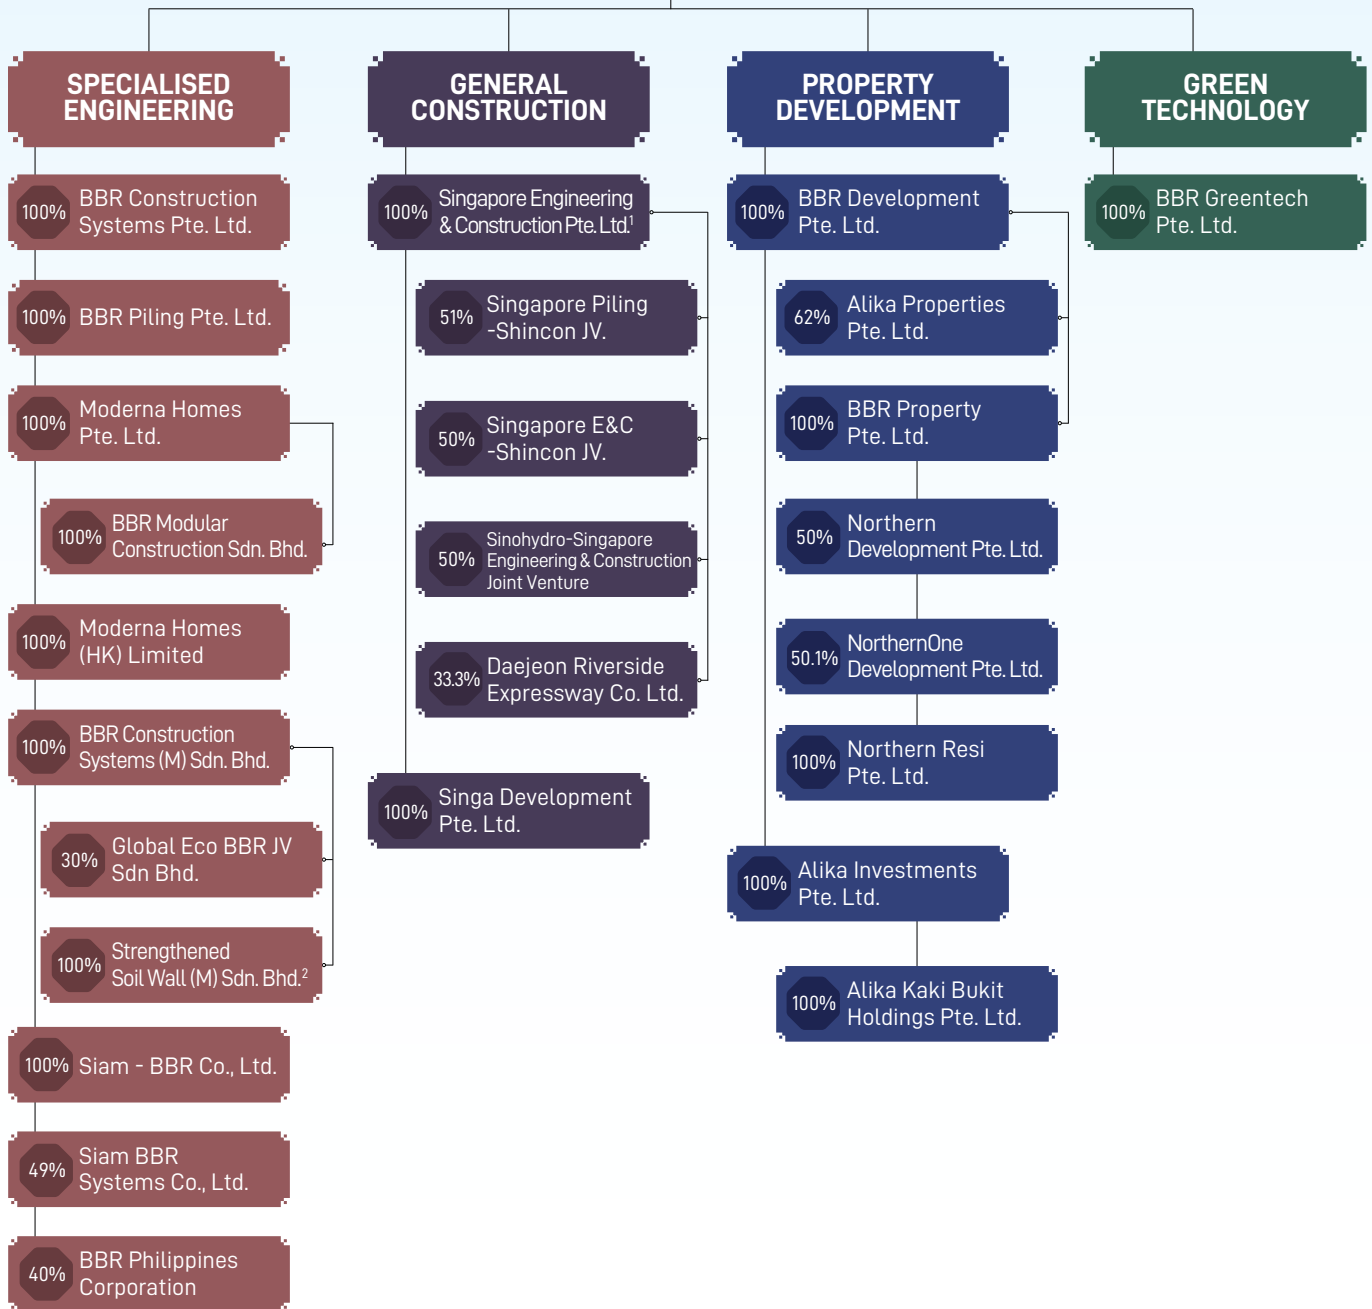 SPECIALISED
ENGINEERING
100%
BBR Construction
Systems Pte. Ltd.
100%
BBR Piling Pte. Ltd.
100%
Moderna Homes
Pte. Ltd.
100%
BBR Modular
Construction Sdn. Bhd.
100%
Moderna Homes
(HK) Limited
100%
BBR Construction
Systems (M) Sdn. Bhd.
30%
Global Eco BBR JV
Sdn Bhd.
100%
Strengthened
Soil Wall (M) Sdn. Bhd.²
100%
Siam - BBR Co., Ltd.
49%
Siam BBR
Systems Co., Ltd.
40%
BBR Philippines
Corporation
GENERAL
CONSTRUCTION
100%
Singapore Engineering
& Construction Pte. Ltd.¹
51%
Singapore Piling
-Shincon JV.
50%
Singapore E&C
-Shincon JV.
50%
Sinohydro-Singapore
Engineering & Construction
Joint Venture
33.3%
Daejeon Riverside
Expressway Co. Ltd.
100%
Singa Development
Pte. Ltd.
PROPERTY
DEVELOPMENT
100%
BBR Development
Pte. Ltd.
62%
Alika Properties
Pte. Ltd.
100%
BBR Property
Pte. Ltd.
50%
Northern
Development Pte. Ltd.
50.1%
NorthernOne
Development Pte. Ltd.
100%
Northern Resi
Pte. Ltd.
100%
Alika Investments
Pte. Ltd.
100%
Alika Kaki Bukit
Holdings Pte. Ltd.
GREEN
TECHNOLOGY
100%
BBR Greentech
Pte. Ltd.